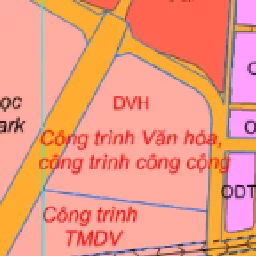 DVH
ọc
ark
Công trình Văn hóa,
công trình công cộng
O
ODT
Công trình
TMDV